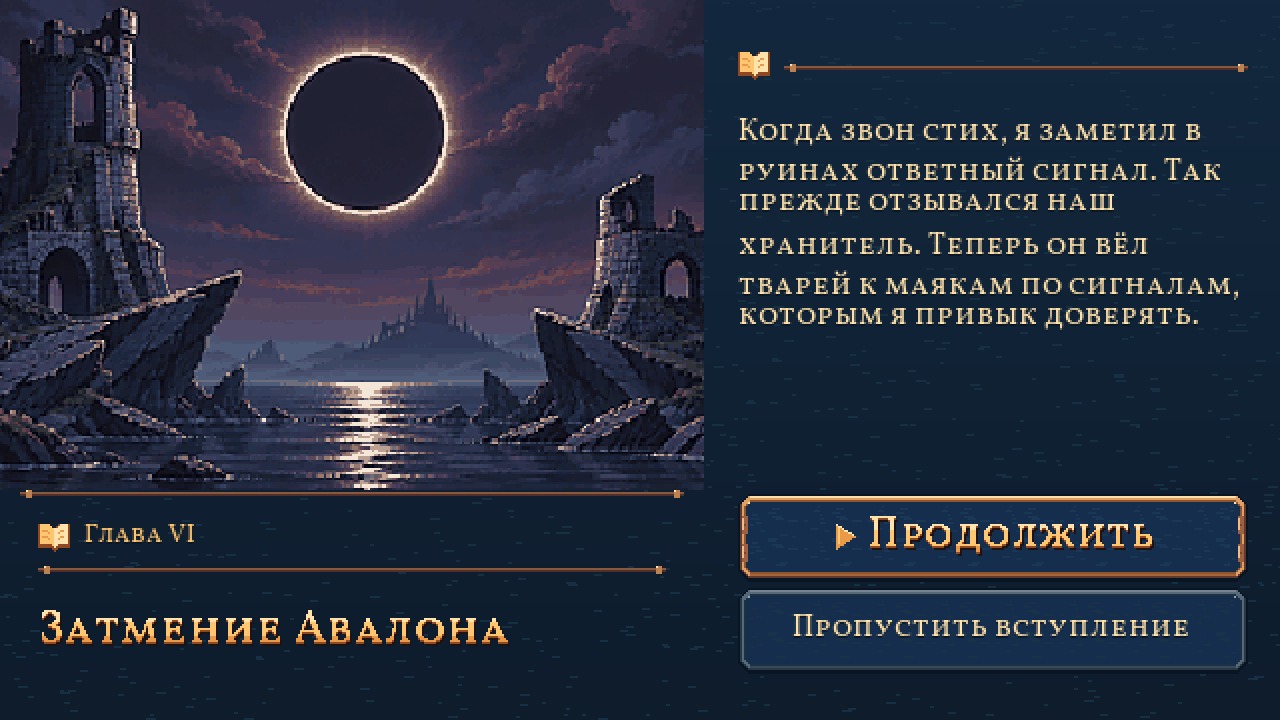 Глава VI
Затмение Авалона
Когда звон стих, я заметил в
руинах ответный сигнал. Так
прежде отзывался наш
хранитель. Теперь он вёл
тварей к маякам по сигналам,
которым я привык доверять.
Продолжить
Пропустить вступление